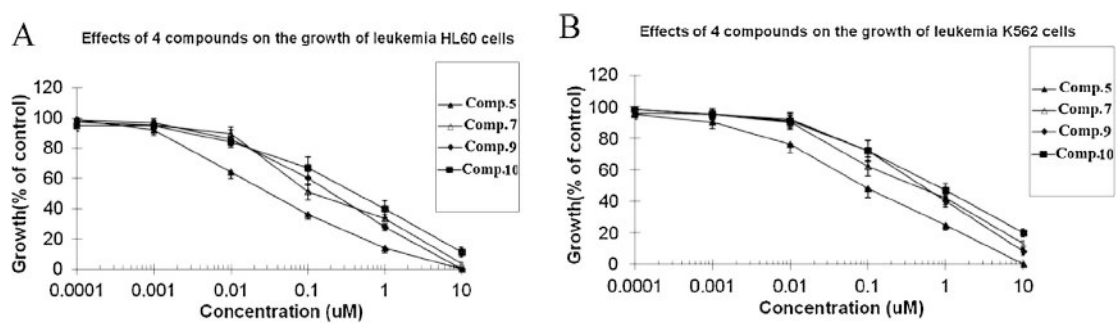 A
Effects of 4 compounds on the growth of leukemia HL60 cells
Growth(% of control)
120
100
80
60
40
20
0
0.0001 0.001 0.01 0.1 1 10
Concentration (uM)
Comp.5
Comp.7
Comp.9
Comp.10
B
Effects of 4 compounds on the growth of leukemia K562 cells
Growth(% of control)
120
100
80
60
40
20
0
0.0001 0.001 0.01 0.1 1 10
Concentration (uM)
Comp.5
Comp.7
Comp.9
Comp.10